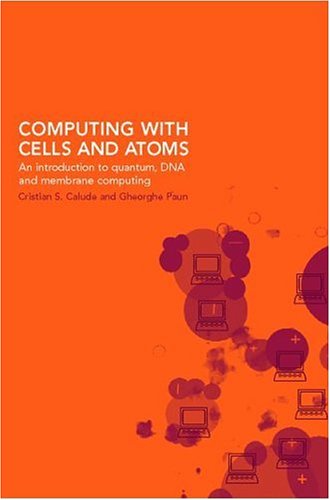 COMPUTING WITH
CELLS AND ATOMS
An introduction to quantum, DNA
and membrane computing
Cristian S. Calude and Gheorghe Paun